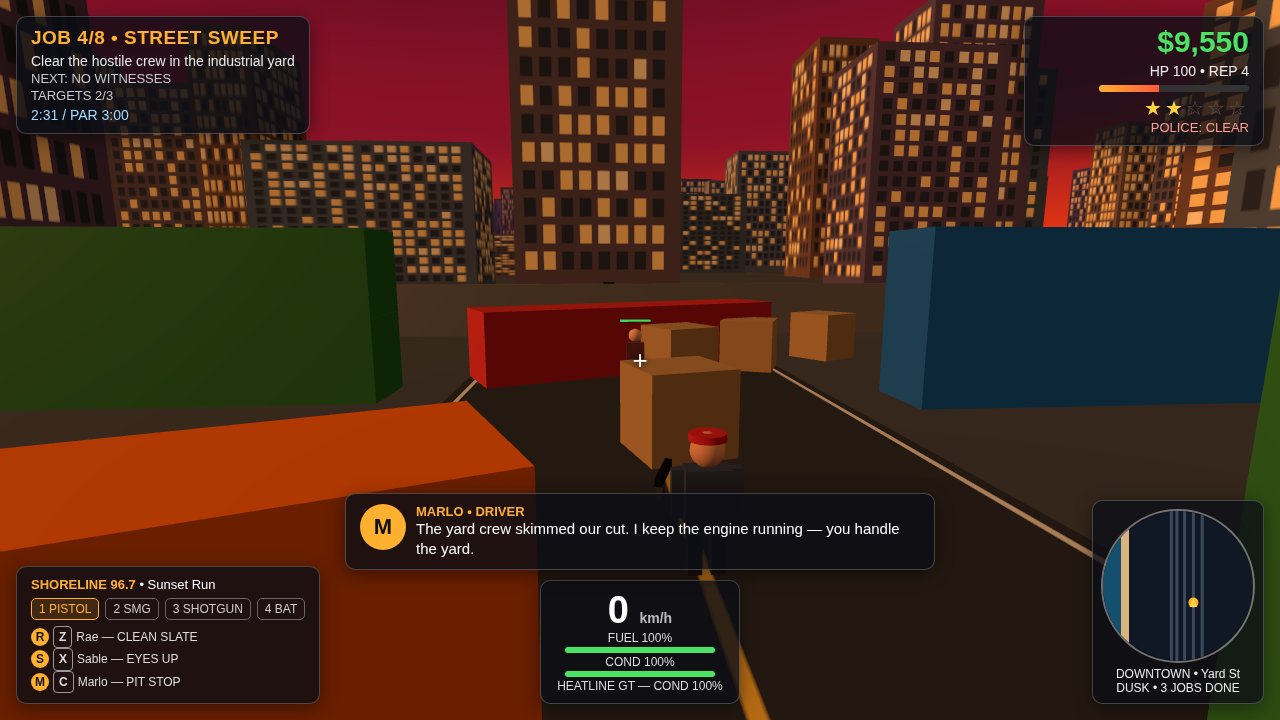 JOB 4/8 • STREET SWEEP
Clear the hostile crew in the industrial yard
NEXT: NO WITNESSES
TARGETS 2/3
2:31 / PAR 3:00
$9,550
HP 100 • REP 4
★★☆☆☆
POLICE: CLEAR
M
MARLO • DRIVER
The yard crew skimmed our cut. I keep the engine running — you handle
the yard.
SHORELINE 96.7 • Sunset Run
1 PISTOL 2 SMG 3 SHOTGUN 4 BAT
R Z Rae — CLEAN SLATE
S X Sable — EYES UP
M C Marlo — PIT STOP
0 km/h
FUEL 100%
COND 100%
HEATLINE GT — COND 100%
DOWNTOWN • Yard St
DUSK • 3 JOBS DONE